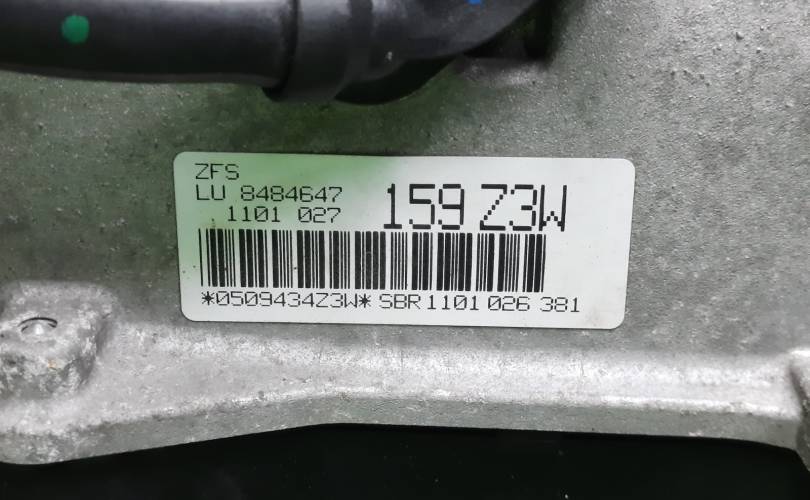 ZFS
LU 8484647
1101 027
159 Z3W
*0509434Z3W* SBR 1101 026 381